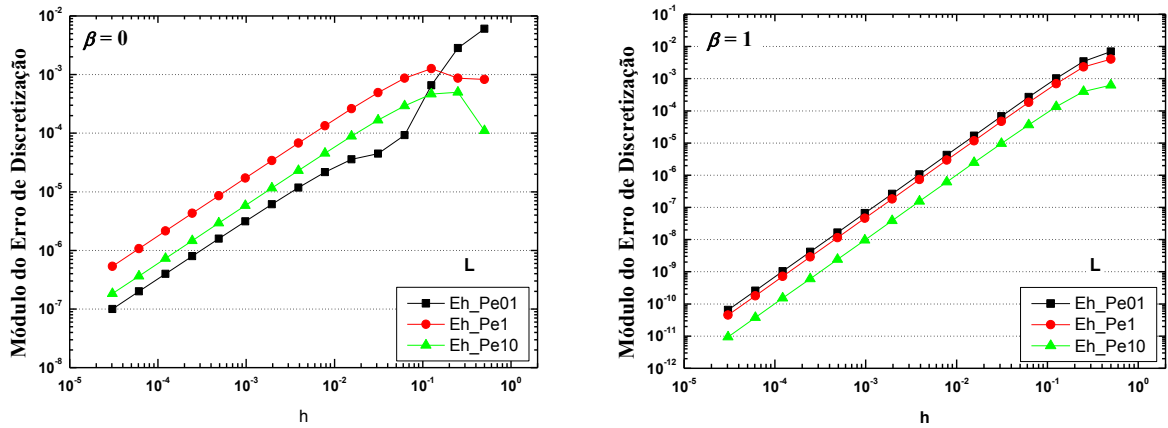 β = 0
Módulo do Erro de Discretização
10⁻²
10⁻³
10⁻⁴
10⁻⁵
10⁻⁶
10⁻⁷
10⁻⁸
L
Eh_Pe01
Eh_Pe1
Eh_Pe10
10⁻⁵ 10⁻⁴ 10⁻³ 10⁻² 10⁻¹ 10⁰
h
β = 1
Módulo do Erro de Discretização
10⁻¹
10⁻²
10⁻³
10⁻⁴
10⁻⁵
10⁻⁶
10⁻⁷
10⁻⁸
10⁻⁹
10⁻¹⁰
10⁻¹¹
10⁻¹²
L
Eh_Pe01
Eh_Pe1
Eh_Pe10
10⁻⁵ 10⁻⁴ 10⁻³ 10⁻² 10⁻¹ 10⁰
h